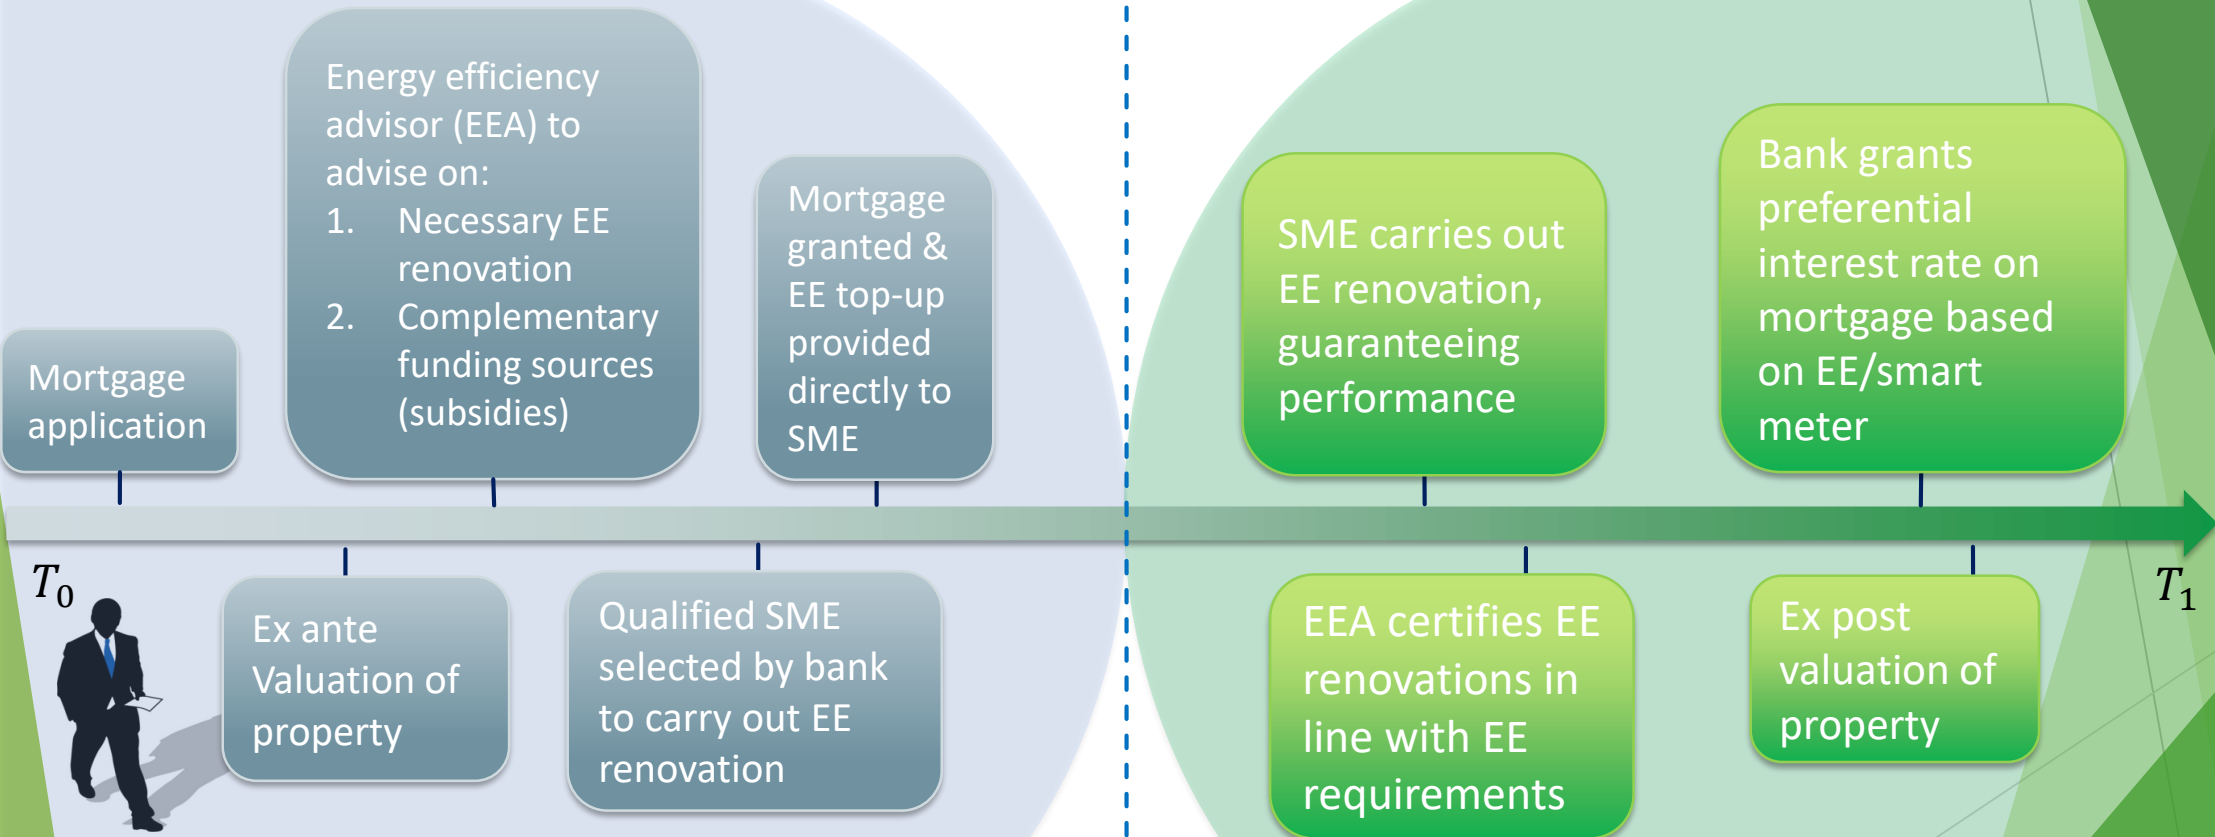 Mortgage
application
Energy efficiency
advisor (EEA) to
advise on:
1. Necessary EE
renovation
2. Complementary
funding sources
(subsidies)
Mortgage
granted &
EE top-up
provided
directly to
SME
SME carries out
EE renovation,
guaranteeing
performance
Bank grants
preferential
interest rate on
mortgage based
on EE/smart
meter
T₀
Ex ante
Valuation of
property
Qualified SME
selected by bank
to carry out EE
renovation
EEA certifies EE
renovations in
line with EE
requirements
Ex post
valuation of
property
T₁